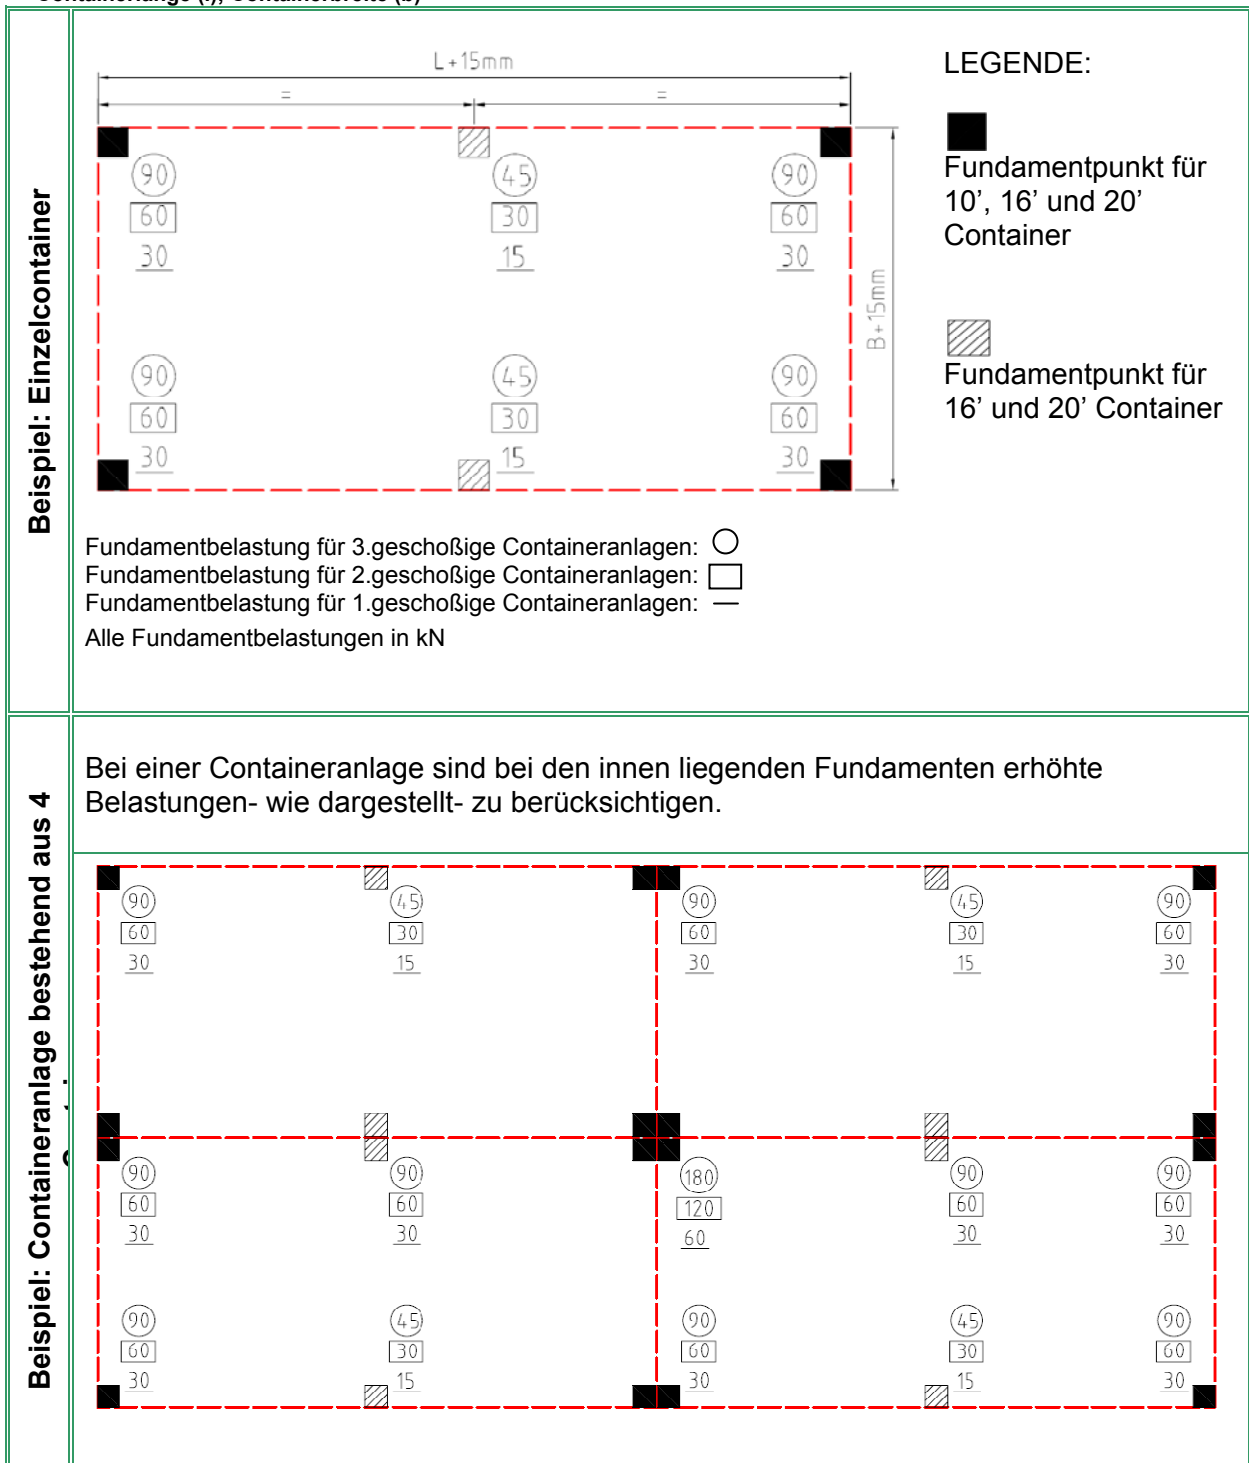 L+15mm
= =
LEGENDE:
Fundamentpunkt für
10’, 16’ und 20’
Container
Fundamentpunkt für
16’ und 20’ Container
90 45 90
60 30 60
30 15 30
B+15mm
90 45 90
60 30 60
30 15 30
Beispiel: Einzelcontainer
Fundamentbelastung für 3.geschoßige Containeranlagen:
Fundamentbelastung für 2.geschoßige Containeranlagen:
Fundamentbelastung für 1.geschoßige Containeranlagen:
Alle Fundamentbelastungen in kN
Beispiel: Containeranlage bestehend aus 4
Bei einer Containeranlage sind bei den innen liegenden Fundamenten erhöhte
Belastungen- wie dargestellt- zu berücksichtigen.
90 45 90 45 90
60 30 60 30 60
30 15 30 15 30
90 90 180 90 90
60 60 120 60 60
30 30 60 30 30
90 45 90 45 90
60 30 60 30 60
30 15 30 15 30